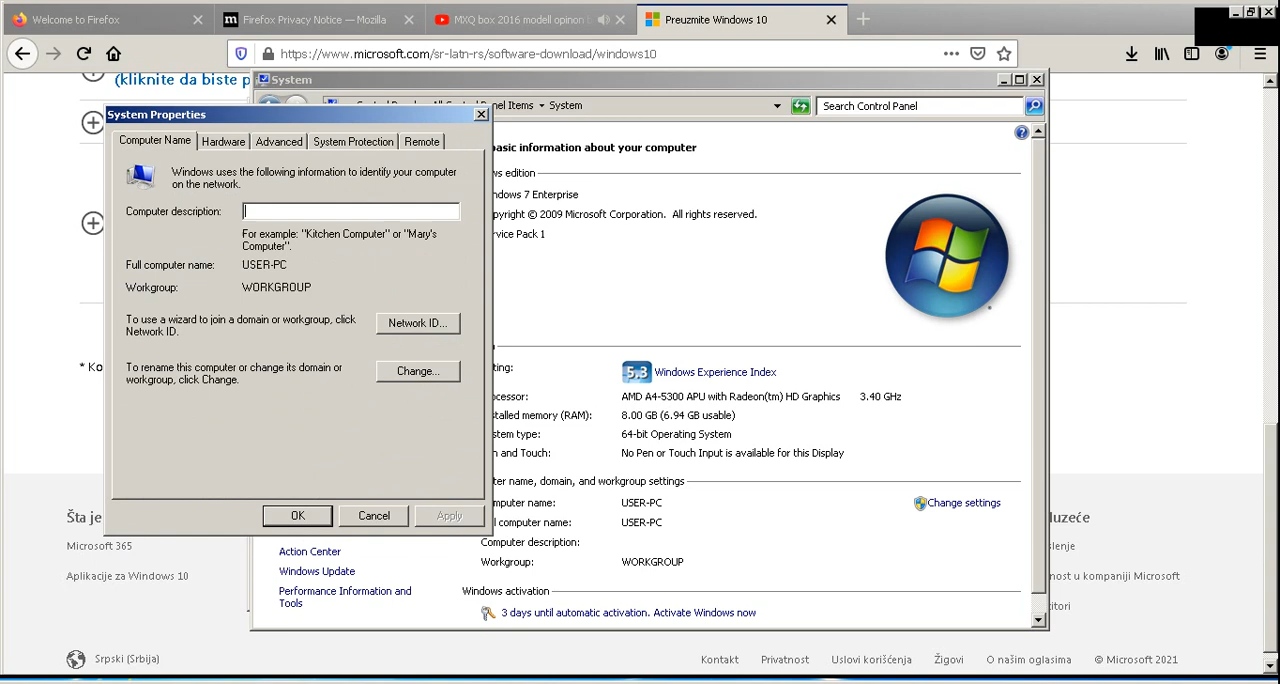 Welcome to Firefox
Firefox Privacy Notice — Mozilla
MXQ box 2016 modell opinon
Preuzmite Windows 10
https://www.microsoft.com/sr-latn-rs/software-download/windows10
(kliknite da biste p
System
Panel Items
System
Search Control Panel
System Properties
Computer Name
Hardware
Advanced
System Protection
Remote
Windows uses the following information to identify your computer
on the network.
Computer description:
For example: "Kitchen Computer" or "Mary's
Computer".
Full computer name: USER-PC
Workgroup: WORKGROUP
To use a wizard to join a domain or workgroup, click
Network ID.
Network ID...
To rename this computer or change its domain or
workgroup, click Change.
Change...
OK
Cancel
Apply
basic information about your computer
ws edition
ndows 7 Enterprise
pyright © 2009 Microsoft Corporation. All rights reserved.
rvice Pack 1
ting:
5.3 Windows Experience Index
cessor: AMD A4-5300 APU with Radeon(tm) HD Graphics 3.40 GHz
stalled memory (RAM): 8.00 GB (6.94 GB usable)
stem type: 64-bit Operating System
n and Touch: No Pen or Touch Input is available for this Display
ter name, domain, and workgroup settings
mputer name: USER-PC
Change settings
ll computer name: USER-PC
Computer description:
Workgroup: WORKGROUP
Windows activation
3 days until automatic activation. Activate Windows now
Action Center
Windows Update
Performance Information and
Tools
* Ko
Šta je
Microsoft 365
Aplikacije za Windows 10
duzeće
šlenje
nost u kompaniji Microsoft
titori
Srpski (Srbija)
Kontakt
Privatnost
Uslovi korišćenja
Žigovi
O našim oglasima
© Microsoft 2021